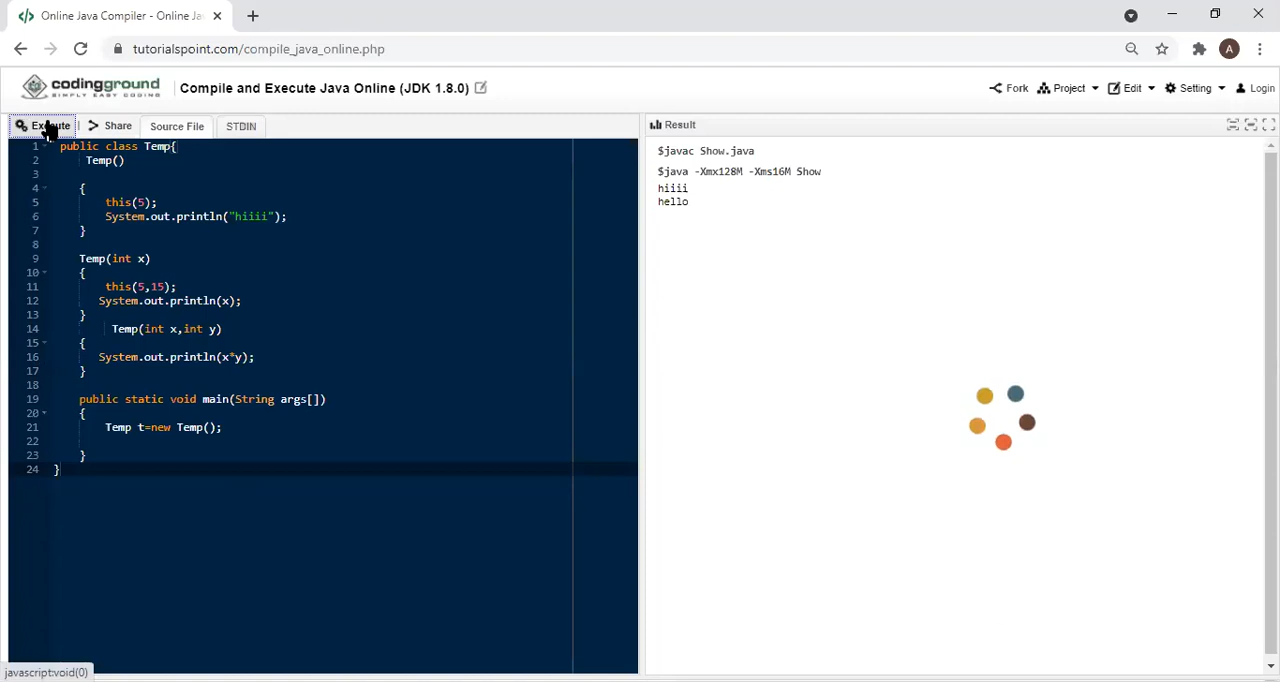 Online Java Compiler - Online Ja
tutorialspoint.com/compile_java_online.php
A
codingground
SIMPLY EASY CODING
Compile and Execute Java Online (JDK 1.8.0)
Fork
Project
Edit
Setting
Login
Execute
Share
Source File
STDIN
Result
1 public class Temp{
2 Temp()
3
4 {
5 this(5);
6 System.out.println("hiiii");
7 }
8
9 Temp(int x)
10 {
11 this(5,15);
12 System.out.println(x);
13 }
14 Temp(int x,int y)
15 {
16 System.out.println(x*y);
17 }
18
19 public static void main(String args[])
20 {
21 Temp t=new Temp();
22
23 }
24 }
$javac Show.java
$java -Xmx128M -Xms16M Show
hiiii
hello
javascript:void(0)